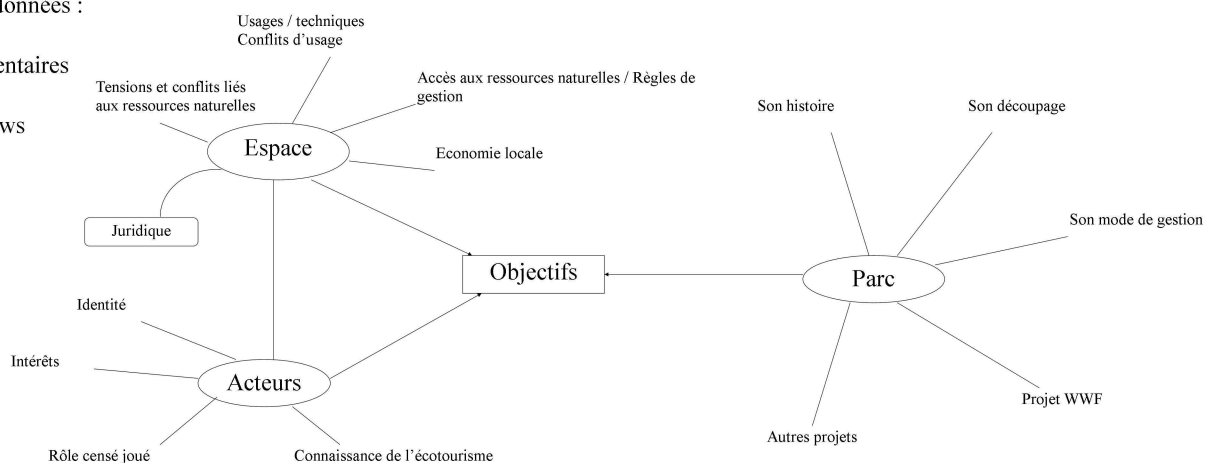 données :
Usages / techniques
Conflits d’usage
entaires
Tensions et conflits liés
aux ressources naturelles
Accès aux ressources naturelles / Règles de
gestion
ws
Espace
Economie locale
Juridique
Son histoire
Son découpage
Son mode de gestion
Objectifs
Parc
Identité
Intérêts
Acteurs
Rôle censé joué
Connaissance de l’écotourisme
Projet WWF
Autres projets